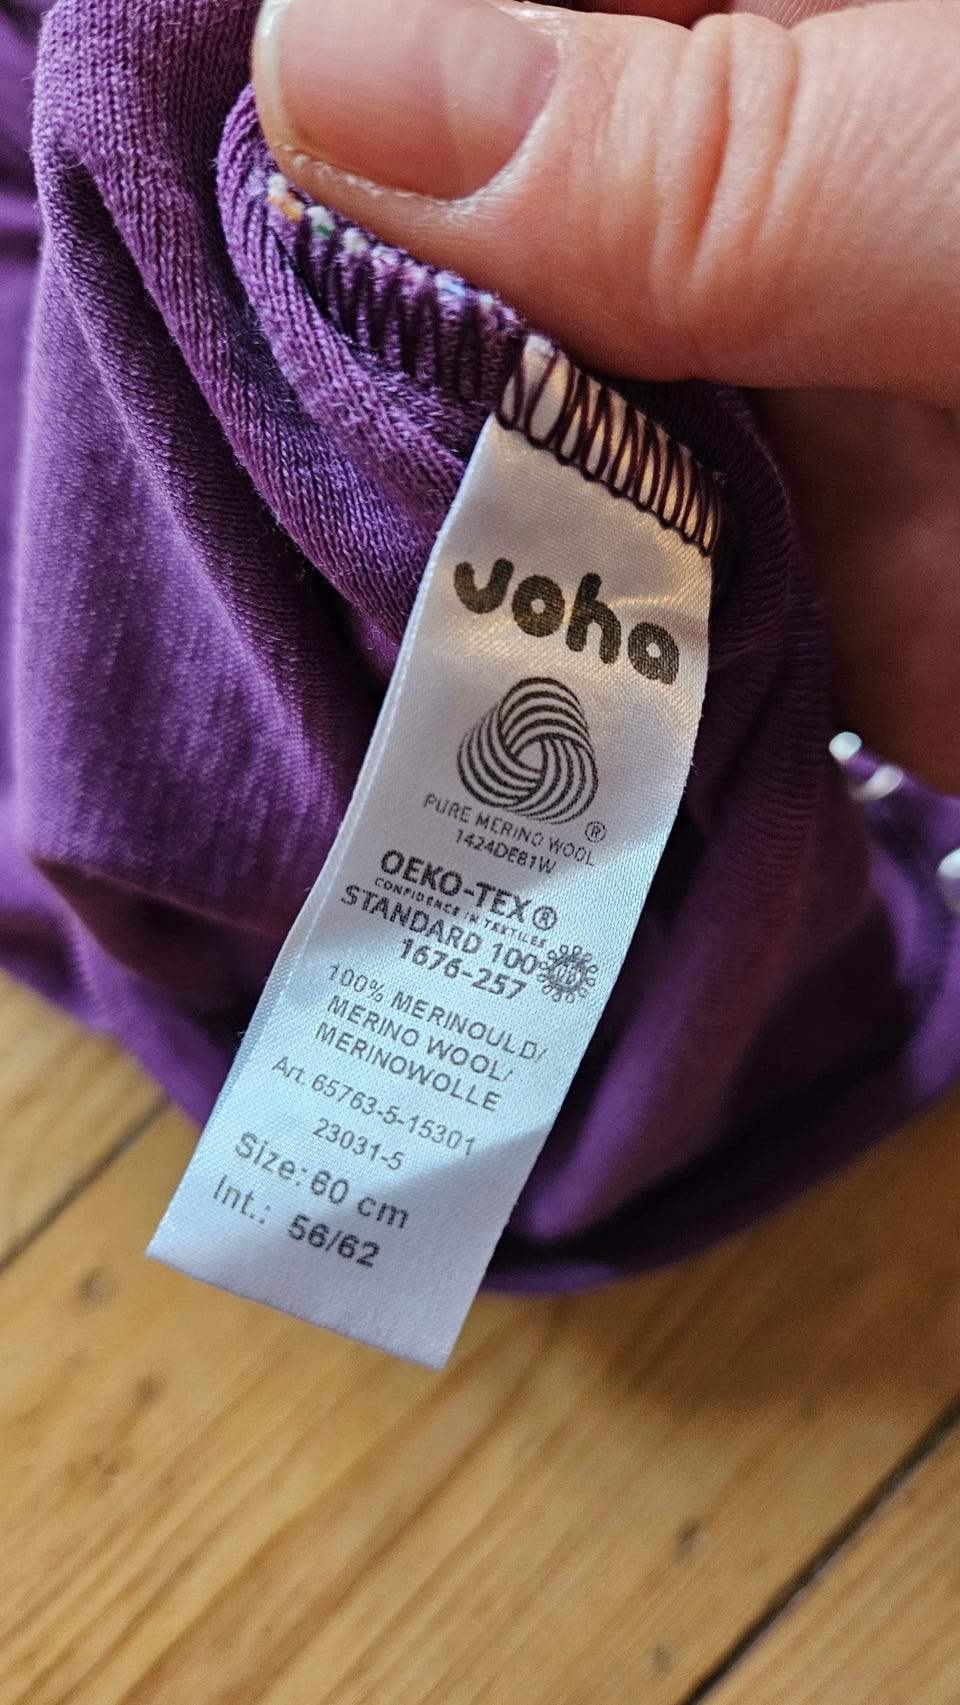 Joha
PURE MERINO WOOL ®
1424DE81W
OEKO-TEX®
CONFIDENCE IN TEXTILES
STANDARD 100
1676-257
100% MERINOULD/
MERINO WOOL/
MERINOWOLLE
Art. 65763-5-15301
23031-5
Size: 60 cm
Int.: 56/62